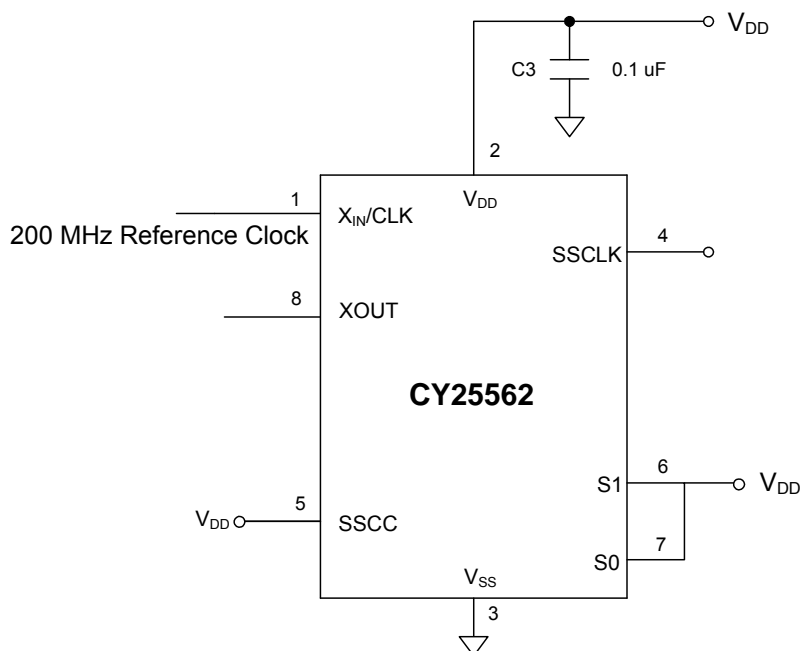 V_DD
C3 0.1 uF
2
V_DD
1
X_IN/CLK
200 MHz Reference Clock
4
SSCLK
8
XOUT
CY25562
6
S1
V_DD
5
V_DD
SSCC
7
S0
V_SS
3